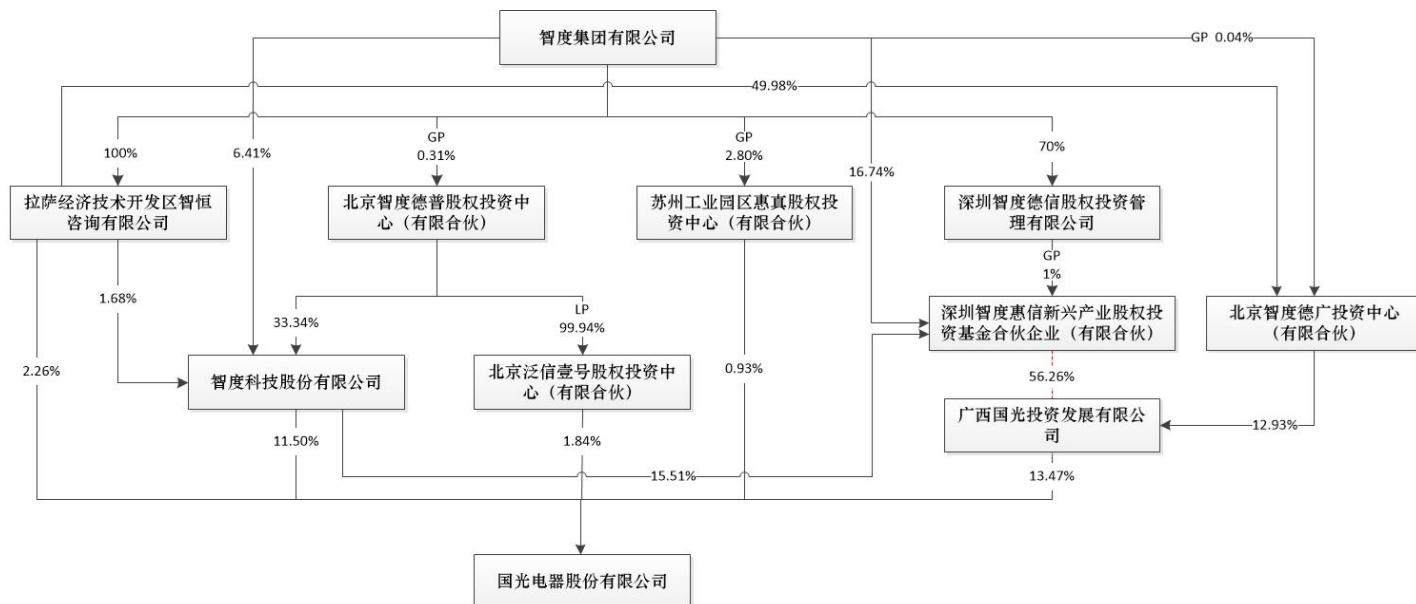 智度集团有限公司
GP 0.04%
49.98%
100%
6.41%
GP
0.31%
GP
2.80%
16.74%
70%
拉萨经济技术开发区智恒
咨询有限公司
北京智度德普股权投资中
心（有限合伙）
苏州工业园区惠真股权投
资中心（有限合伙）
深圳智度德信股权投资管
理有限公司
GP
1%
1.68%
33.34%
LP
99.94%
深圳智度惠信新兴产业股权投
资基金合伙企业（有限合伙）
北京智度德广投资中心
（有限合伙）
2.26%
智度科技股份有限公司
北京泛信壹号股权投资中
心（有限合伙）
0.93%
56.26%
广西国光投资发展有限公
司
12.93%
11.50%
1.84%
15.51%
13.47%
国光电器股份有限公司